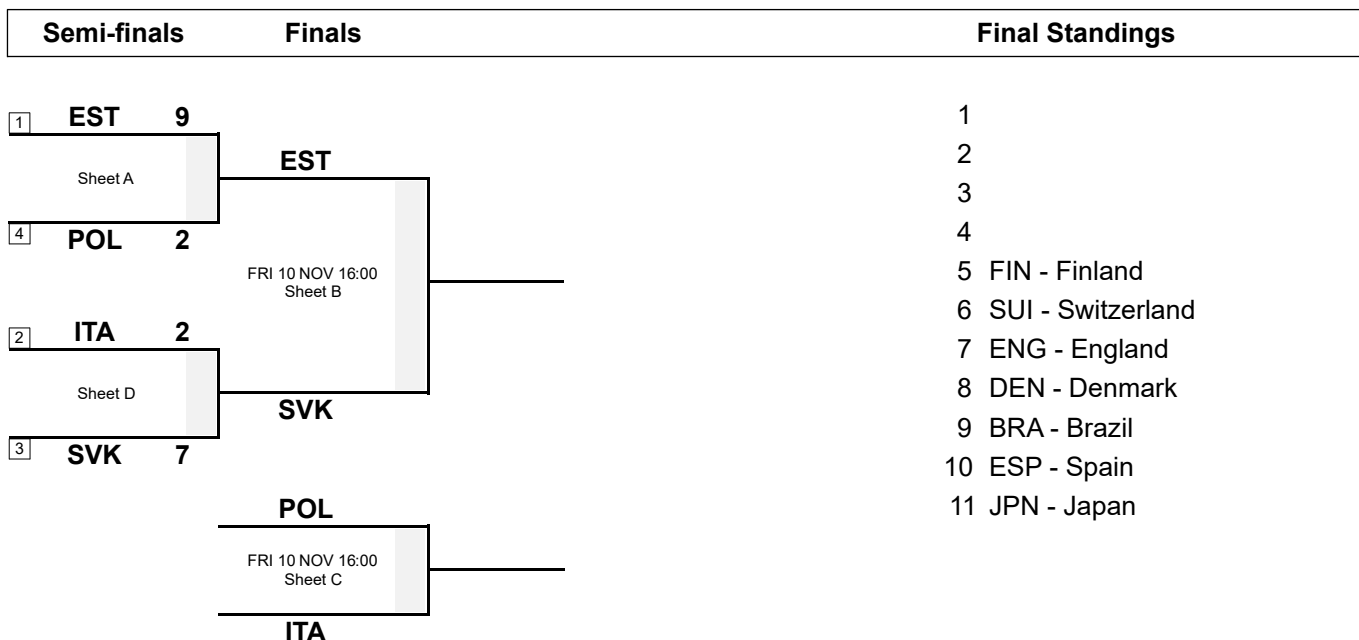 Semi-finals Finals Final Standings
1 EST 9
Sheet A
4 POL 2
EST
FRI 10 NOV 16:00
Sheet B
SVK
2 ITA 2
Sheet D
3 SVK 7
POL
FRI 10 NOV 16:00
Sheet C
ITA
1
2
3
4
5 FIN - Finland
6 SUI - Switzerland
7 ENG - England
8 DEN - Denmark
9 BRA - Brazil
10 ESP - Spain
11 JPN - Japan